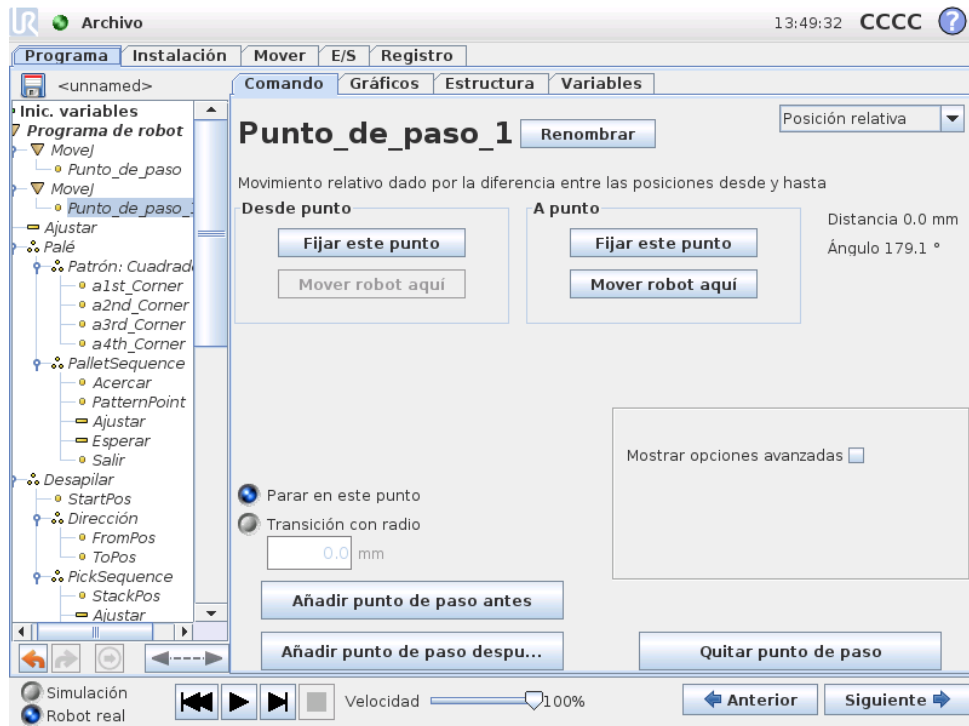 UR Archivo 13:49:32 CCCC ?
Programa Instalación Mover E/S Registro
<unnamed>
Comando Gráficos Estructura Variables
Inic. variables
Programa de robot
MoveJ
Punto_de_paso
MoveJ
Punto_de_paso_1
Ajustar
Palé
Patrón: Cuadrad
a1st_Corner
a2nd_Corner
a3rd_Corner
a4th_Corner
PalletSequence
Acercar
PatternPoint
Ajustar
Esperar
Salir
Desapilar
StartPos
Dirección
FromPos
ToPos
PickSequence
StackPos
Ajustar
Punto_de_paso_1 Renombrar Posición relativa
Movimiento relativo dado por la diferencia entre las posiciones desde y hasta
Desde punto
Fijar este punto
Mover robot aquí
A punto
Fijar este punto
Mover robot aquí
Distancia 0.0 mm
Ángulo 179.1 °
Mostrar opciones avanzadas
Parar en este punto
Transición con radio
0.0 mm
Añadir punto de paso antes
Añadir punto de paso despu...
Quitar punto de paso
Simulación
Robot real
Velocidad 100%
Anterior Siguiente